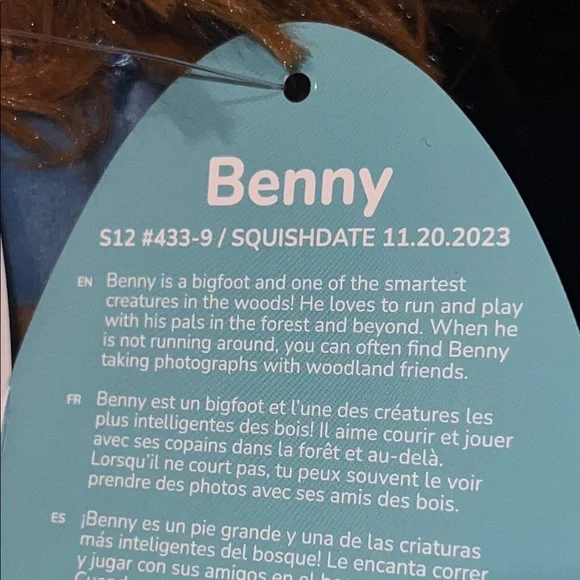 Benny
S12 #433-9 / SQUISHDATE 11.20.2023
EN Benny is a bigfoot and one of the smartest
creatures in the woods! He loves to run and play
with his pals in the forest and beyond. When he
is not running around, you can often find Benny
taking photographs with woodland friends.
FR Benny est un bigfoot et l'une des créatures les
plus intelligentes des bois! Il aime courir et jouer
avec ses copains dans la forêt et au-delà.
Lorsqu'il ne court pas, tu peux souvent le voir
prendre des photos avec ses amis des bois.
ES ¡Benny es un pie grande y una de las criaturas
más inteligentes del bosque! Le encanta correr
y jugar con sus amigos en el